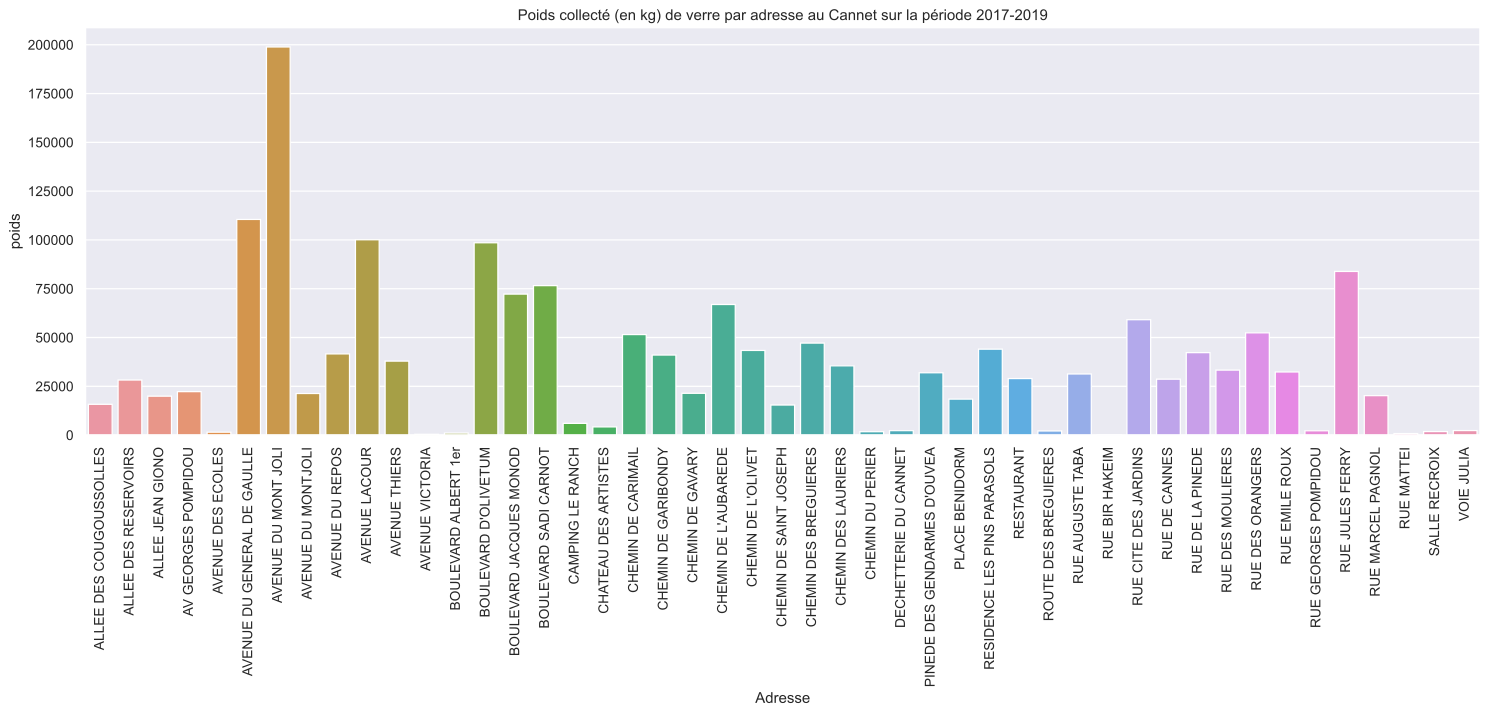 Poids collecté (en kg) de verre par adresse au Cannet sur la période 2017-2019
poids
200000
175000
150000
125000
100000
75000
50000
25000
0
ALLEE DES COUGOUSSOLLES
ALLEE DES RESERVOIRS
ALLEE JEAN GIONO
AV GEORGES POMPIDOU
AVENUE DES ECOLES
AVENUE DU GENERAL DE GAULLE
AVENUE DU MONT JOLI
AVENUE DU MONTJOLI
AVENUE DU REPOS
AVENUE LACOUR
AVENUE THIERS
AVENUE VICTORIA
BOULEVARD ALBERT 1er
BOULEVARD D'OLIVETUM
BOULEVARD JACQUES MONOD
BOULEVARD SADI CARNOT
CAMPING LE RANCH
CHATEAU DES ARTISTES
CHEMIN DE CARIMAIL
CHEMIN DE GARIBONDY
CHEMIN DE GAVARY
CHEMIN DE L'AUBAREDE
CHEMIN DE L'OLIVET
CHEMIN DE SAINT JOSEPH
CHEMIN DES BREGUIERES
CHEMIN DES LAURIERS
CHEMIN DU PERIER
DECHETTERIE DU CANNET
PINEDE DES GENDARMES D'OUVEA
PLACE BENIDORM
RESIDENCE LES PINS PARASOLS
RESTAURANT
ROUTE DES BREGUIERES
RUE AUGUSTE TABA
RUE BIR HAKEIM
RUE CITE DES JARDINS
RUE DE CANNES
RUE DE LA PINEDE
RUE DES MOULIERES
RUE DES ORANGERS
RUE EMILE ROUX
RUE GEORGES POMPIDOU
RUE JULES FERRY
RUE MARCEL PAGNOL
RUE MATTEI
SALLE RECROIX
VOIE JULIA
Adresse